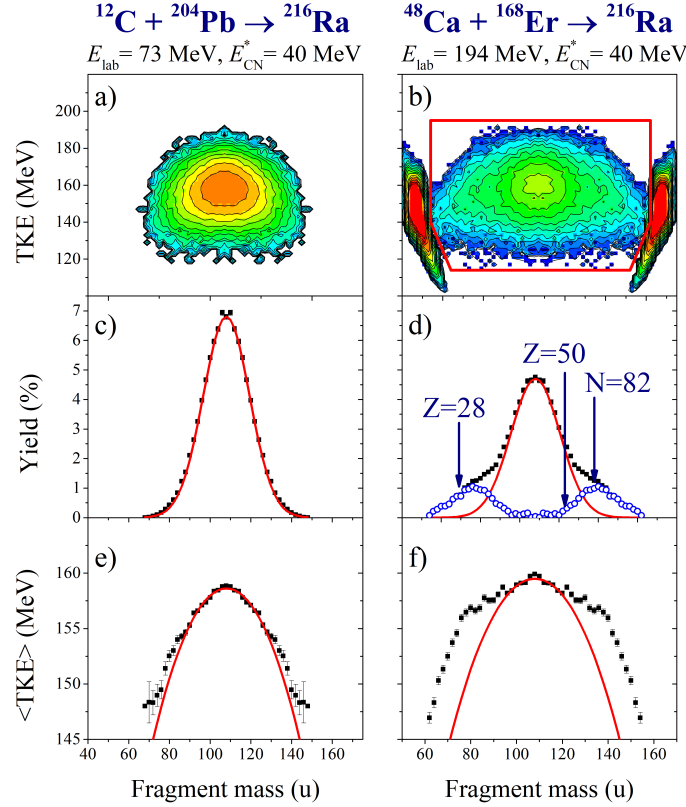 ¹²C + ²⁰⁴Pb → ²¹⁶Ra
E_lab = 73 MeV, E*_CN = 40 MeV
⁴⁸Ca + ¹⁶⁸Er → ²¹⁶Ra
E_lab = 194 MeV, E*_CN = 40 MeV
a)
b)
TKE (MeV)
200
180
160
140
120
c)
d)
Yield (%)
7
6
5
4
3
2
1
0
Z=50
N=82
Z=28
e)
f)
<TKE> (MeV)
160
155
150
145
40 60 80 100 120 140 160
60 80 100 120 140 160
Fragment mass (u)
Fragment mass (u)